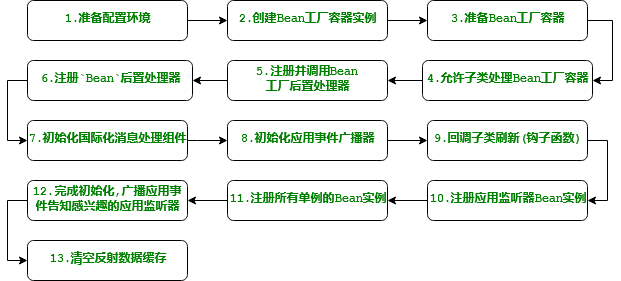 1.准备配置环境
2.创建Bean工厂容器实例
3.准备Bean工厂容器
4.允许子类处理Bean工厂容器
5.注册并调用Bean
工厂后置处理器
6.注册`Bean`后置处理器
7.初始化国际化消息处理组件
8.初始化应用事件广播器
9.回调子类刷新(钩子函数)
10.注册应用监听器Bean实例
11.注册所有单例的Bean实例
12.完成初始化,广播应用事
件告知感兴趣的应用监听器
13.清空反射数据缓存